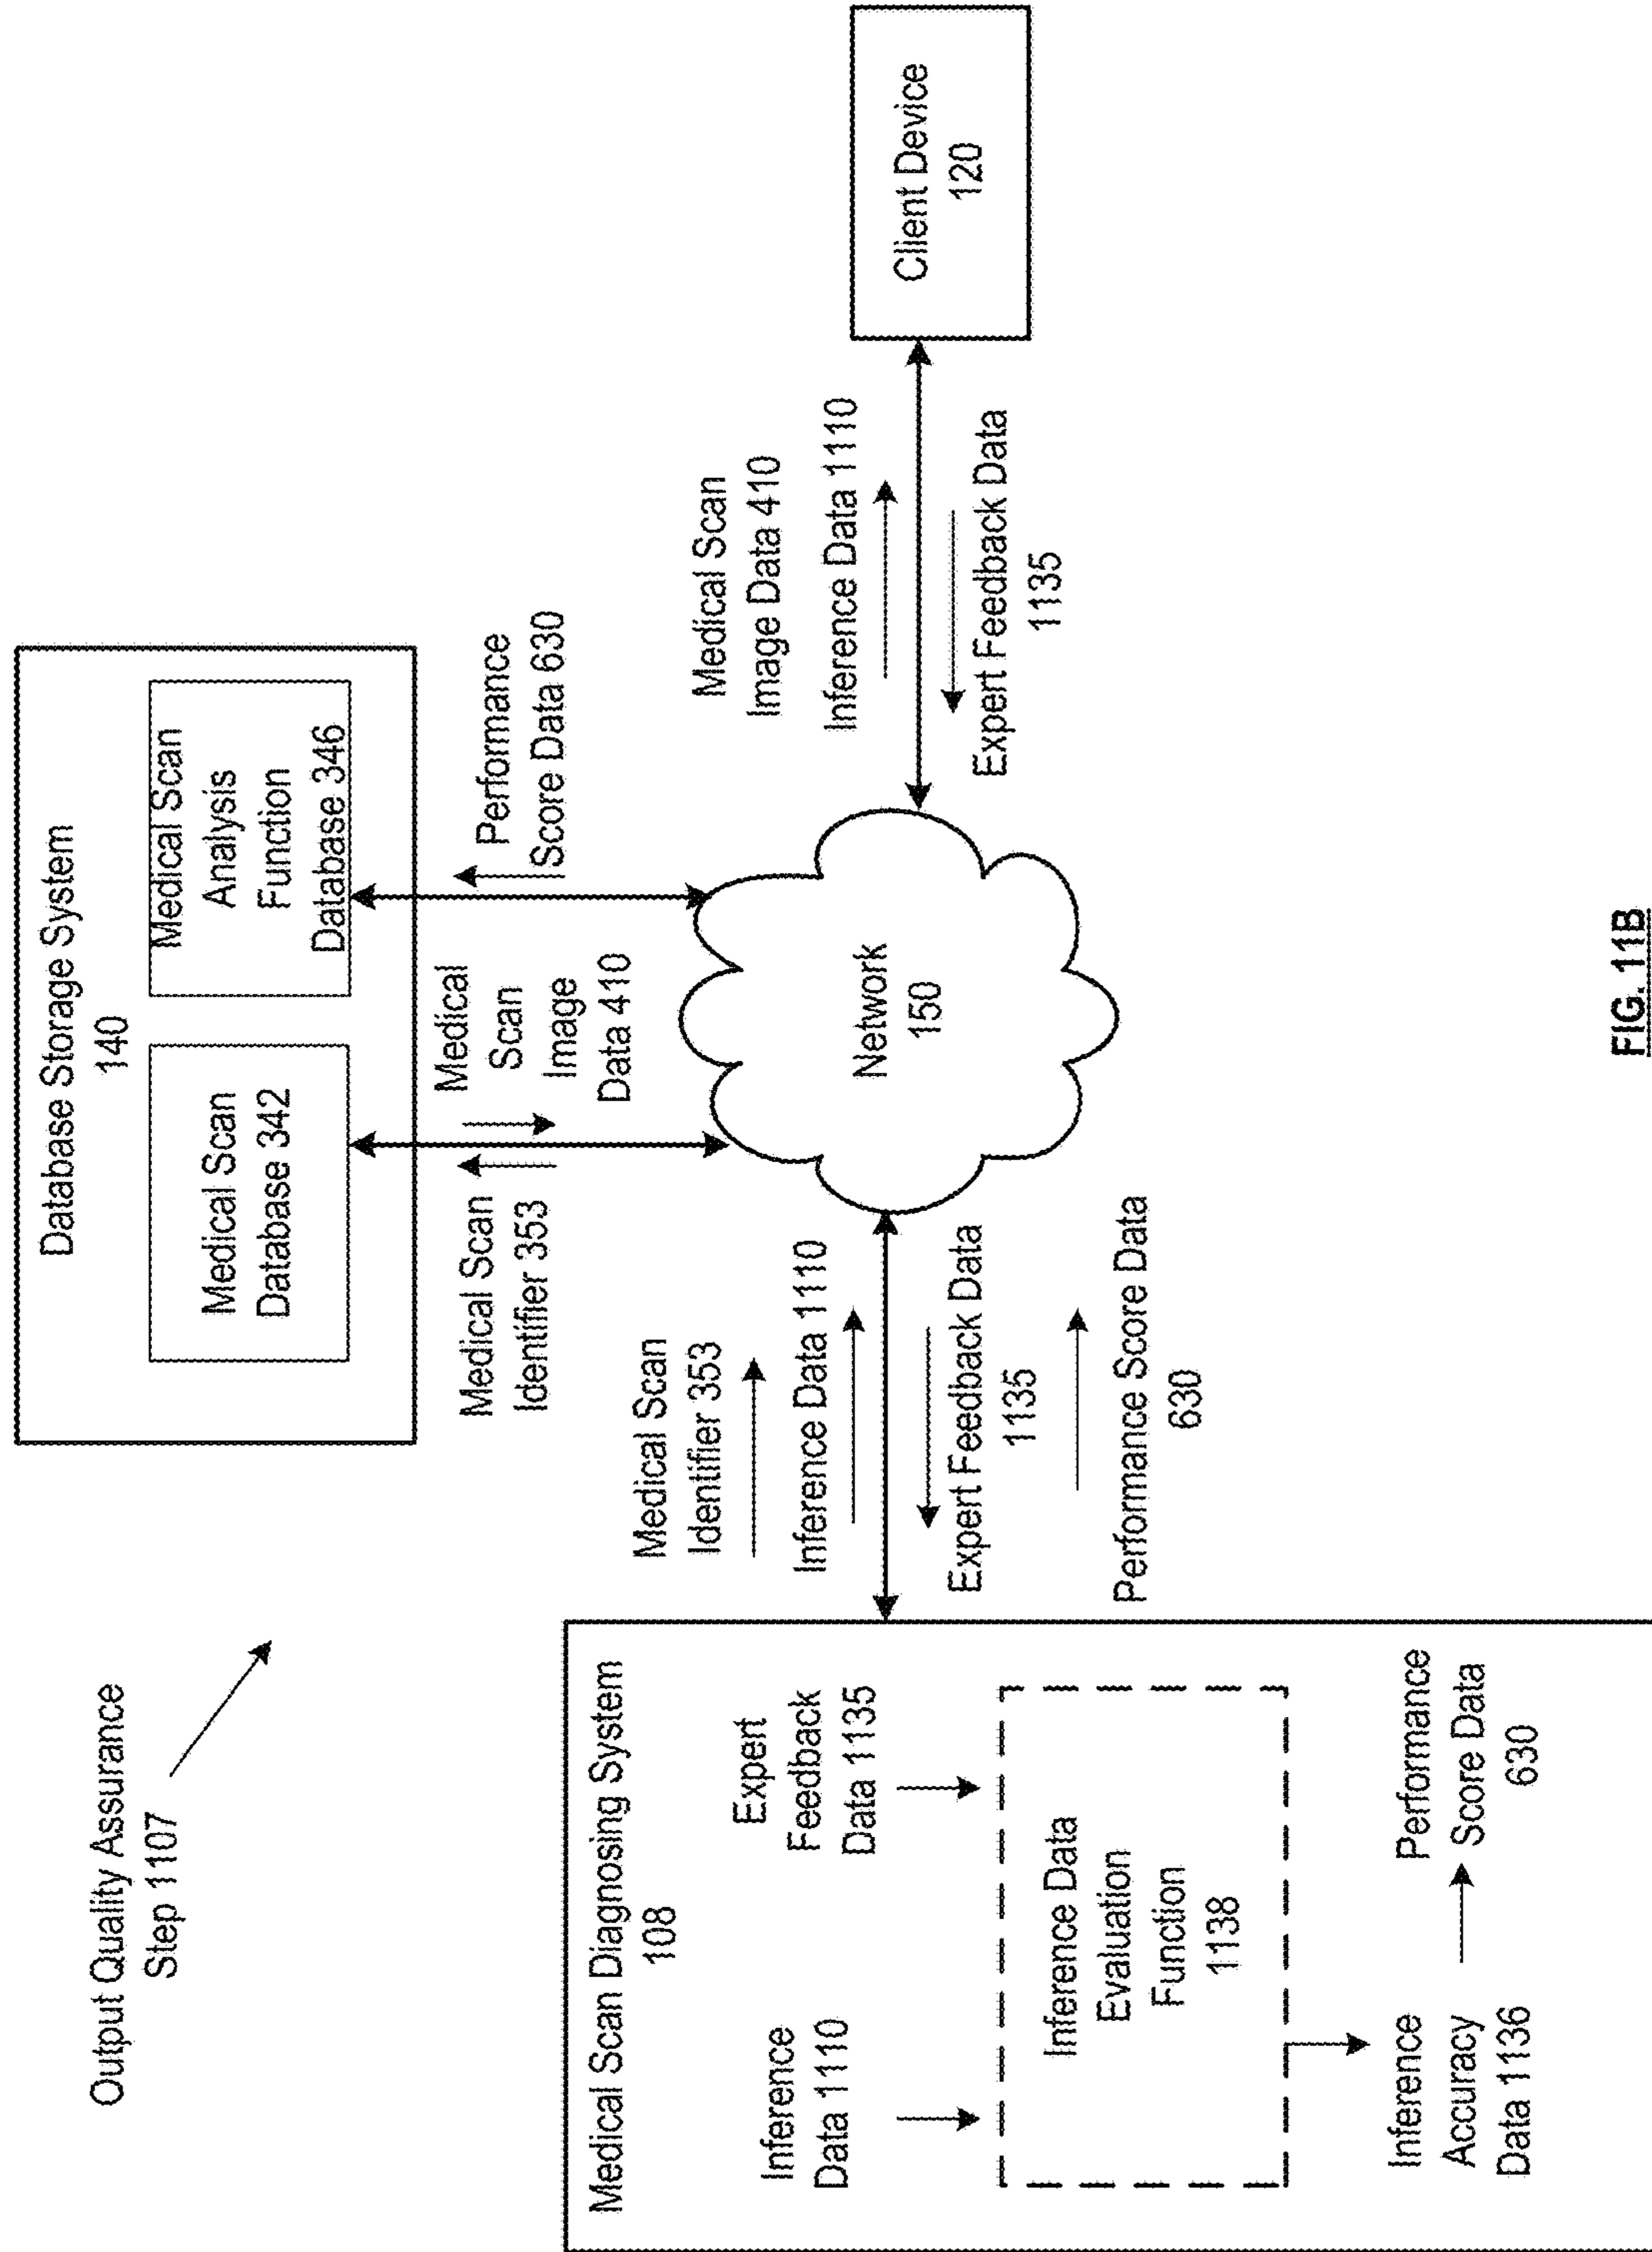 Output Quality Assurance
Step 1107
Database Storage System
140
Medical Scan
Database 342
Medical Scan
Analysis
Function
Database 346
Medical Scan
Identifier 353
Medical
Scan
Image
Data 410
Performance
Score Data 630
Medical Scan Diagnosing System
108
Inference
Data 1110
Expert
Feedback
Data 1135
Inference Data
Evaluation
Function
1138
Inference
Accuracy
Data 1136
Performance
Score Data
630
Medical Scan
Identifier 353
Inference Data 1110
Expert Feedback Data
1135
Performance Score Data
630
Network
150
Medical Scan
Image Data 410
Inference Data 1110
Expert Feedback Data
1135
Client Device
120
FIG. 11B